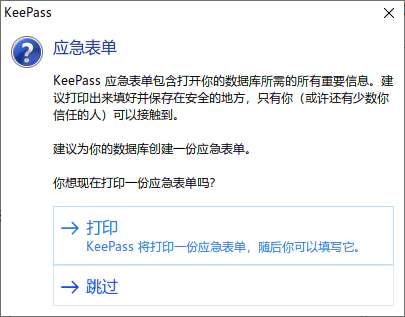 KeePass
应急表单
KeePass 应急表单包含打开你的数据库所需的所有重要信息。建
议打印出来填好并保存在安全的地方，只有你（或许还有少数你
信任的人）可以接触到。
建议为你的数据库创建一份应急表单。
你想现在打印一份应急表单吗？
打印
KeePass 将打印一份应急表单，随后你可以填写它。
跳过